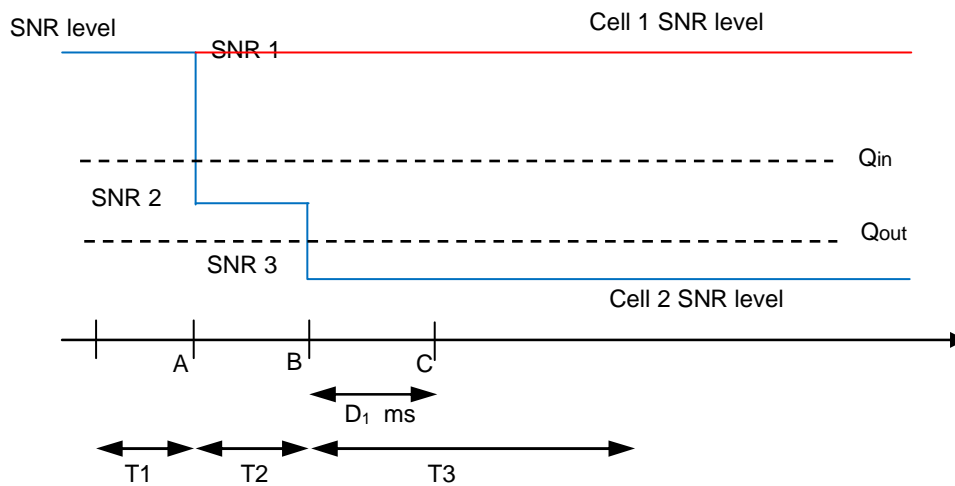 SNR level
Cell 1 SNR level
SNR 1
Qin
SNR 2
Qout
SNR 3
Cell 2 SNR level
A
B
C
D1 ms
T1
T2
T3